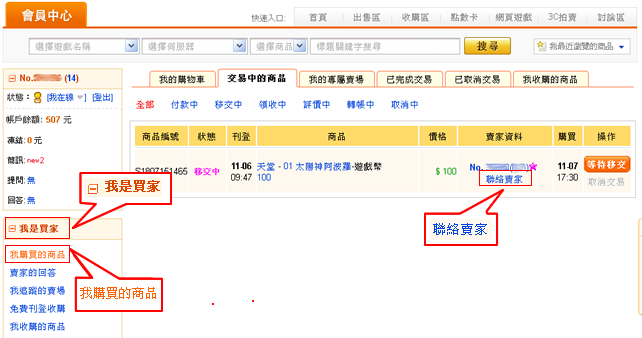 會員中心
快速入口: 首頁 出售區 收購區 點數卡 網頁遊戲 3C拍賣 討論區
選擇遊戲名稱 選擇伺服器 選擇商品 標題關鍵字搜尋 搜尋 我最近瀏覽的商品
No. (14)
狀態: [我在線] [登出]
帳戶餘額: 507 元
凍結: 0 元
簡訊: new2
提問: 無
回答: 無
我是買家
我是買家
我購買的商品
我購買的商品
賣家的回答
我追蹤的賣場
免費刊登收購
我收購的商品
我的購物車 交易中的商品 我的專屬賣場 已完成交易 已取消交易 我收購的商品
全部 付款中 移交中 領收中 評價中 轉帳中 取消中
商品編號 狀態 刊登 商品 價格 賣家資料 購買 操作
S1807151465 移交中 11-06 09:47 天堂 - 01 太陽神阿波羅-遊戲幣 100 $ 100 No. 11-07 17:30 等待移交
聯絡賣家 取消交易
聯絡賣家